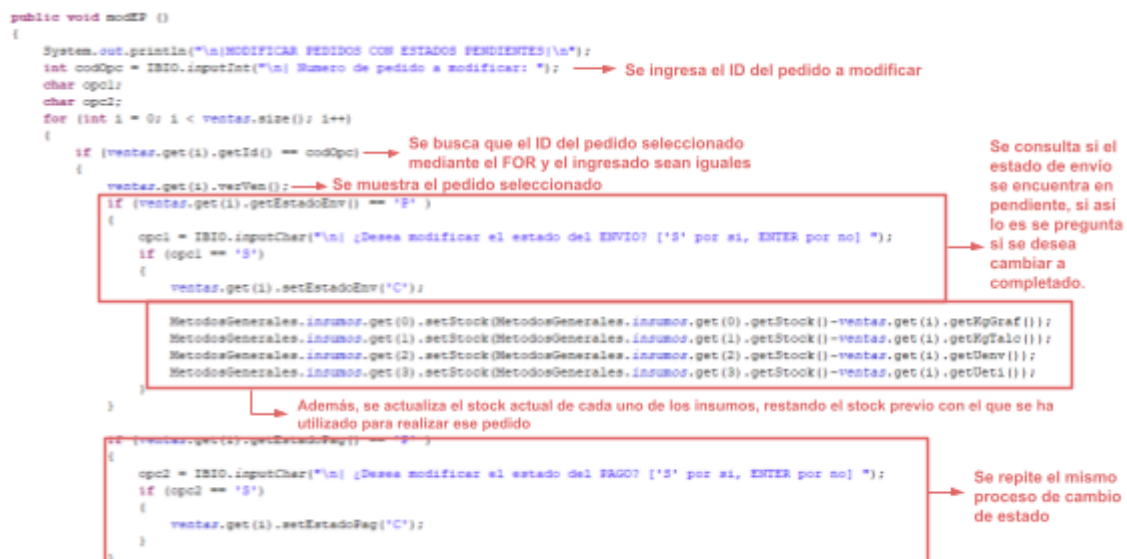 public void modEP ()
{
System.out.println("\n|MODIFICAR PEDIDOS CON ESTADOS PENDIENTES|\n");
int codOpc = IBIO.inputInt("\n| Numero de pedido a modificar: ");
Se ingresa el ID del pedido a modificar
char opc1;
char opc2;
for (int i = 0; i < ventas.size(); i++)
{
if (ventas.get(i).getId() == codOpc)
Se busca que el ID del pedido seleccionado
mediante el FOR y el ingresado sean iguales
{
ventas.get(i).verVen();
Se muestra el pedido seleccionado
if (ventas.get(i).getEstadoEnv() == 'P' )
{
opc1 = IBIO.inputChar("\n| ¿Desea modificar el estado del ENVIO? ['S' por si, ENTER por no] ");
if (opc1 == 'S')
{
ventas.get(i).setEstadoEnv('C');
Se consulta si el
estado de envío
se encuentra en
pendiente, si así
lo es se pregunta
si se desea
cambiar a
completado.
MetodosGenerales.insumos.get(0).setStock(MetodosGenerales.insumos.get(0).getStock()-ventas.get(i).getKgGraf());
MetodosGenerales.insumos.get(1).setStock(MetodosGenerales.insumos.get(1).getStock()-ventas.get(i).getKgTalc());
MetodosGenerales.insumos.get(2).setStock(MetodosGenerales.insumos.get(2).getStock()-ventas.get(i).getUenv());
MetodosGenerales.insumos.get(3).setStock(MetodosGenerales.insumos.get(3).getStock()-ventas.get(i).getUeti());
}
}
Además, se actualiza el stock actual de cada uno de los insumos, restando el stock previo con el que se ha
utilizado para realizar ese pedido
if (ventas.get(i).getEstadoPag() == 'P' )
{
opc2 = IBIO.inputChar("\n| ¿Desea modificar el estado del PAGO? ['S' por si, ENTER por no] ");
if (opc2 == 'S')
{
ventas.get(i).setEstadoPag('C');
}
}
Se repite el mismo
proceso de cambio
de estado